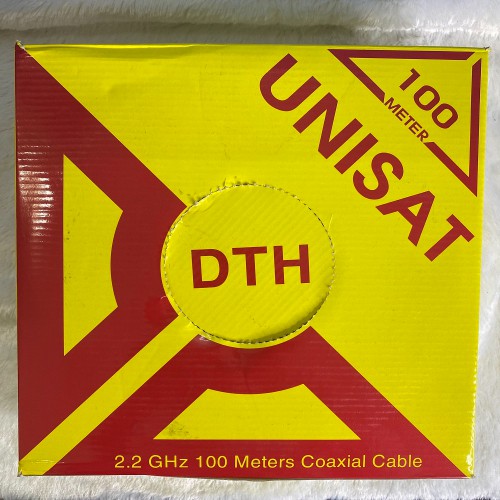 100
METER
UNISAT
DTH
2.2 GHz 100 Meters Coaxial Cable